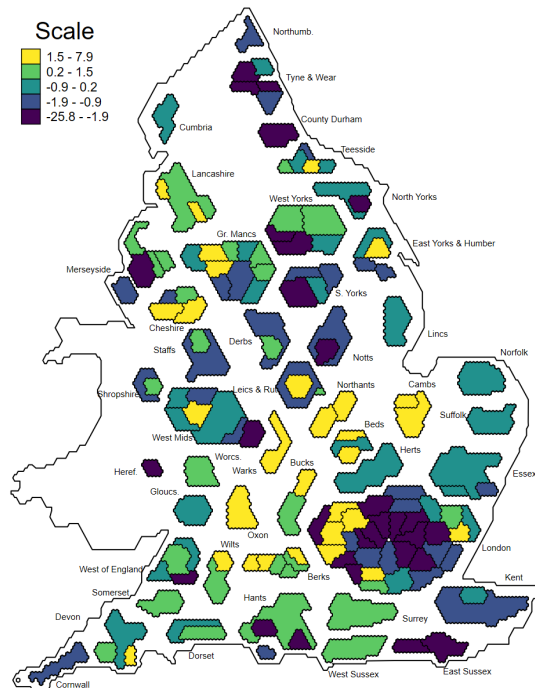 Scale
1.5 - 7.9
0.2 - 1.5
-0.9 - 0.2
-1.9 - -0.9
-25.8 - -1.9
Northumb.
Tyne & Wear
County Durham
Cumbria
Teesside
Lancashire
North Yorks
West Yorks
Gr. Mancs
East Yorks & Humber
Merseyside
S. Yorks
Cheshire
Lincs
Staffs
Derbs
Notts
Norfolk
Shropshire
Leics & Rut
Northants
Cambs
Suffolk
West Mids
Beds
Worcs.
Warks
Bucks
Herts
Heref.
Essex
Gloucs.
Oxon
London
Wilts
West of England
Berks
Kent
Somerset
Hants
Surrey
Devon
Dorset
West Sussex
East Sussex
Cornwall